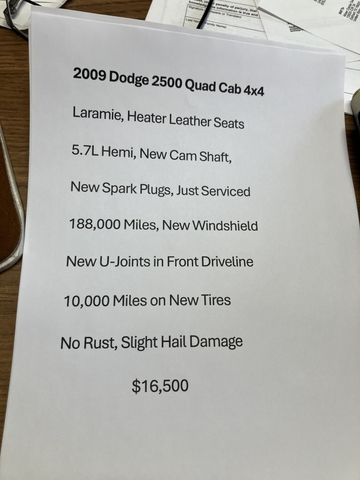 2009 Dodge 2500 Quad Cab 4x4
Laramie, Heater Leather Seats
5.7L Hemi, New Cam Shaft,
New Spark Plugs, Just Serviced
188,000 Miles, New Windshield
New U-Joints in Front Driveline
10,000 Miles on New Tires
No Rust, Slight Hail Damage
$16,500